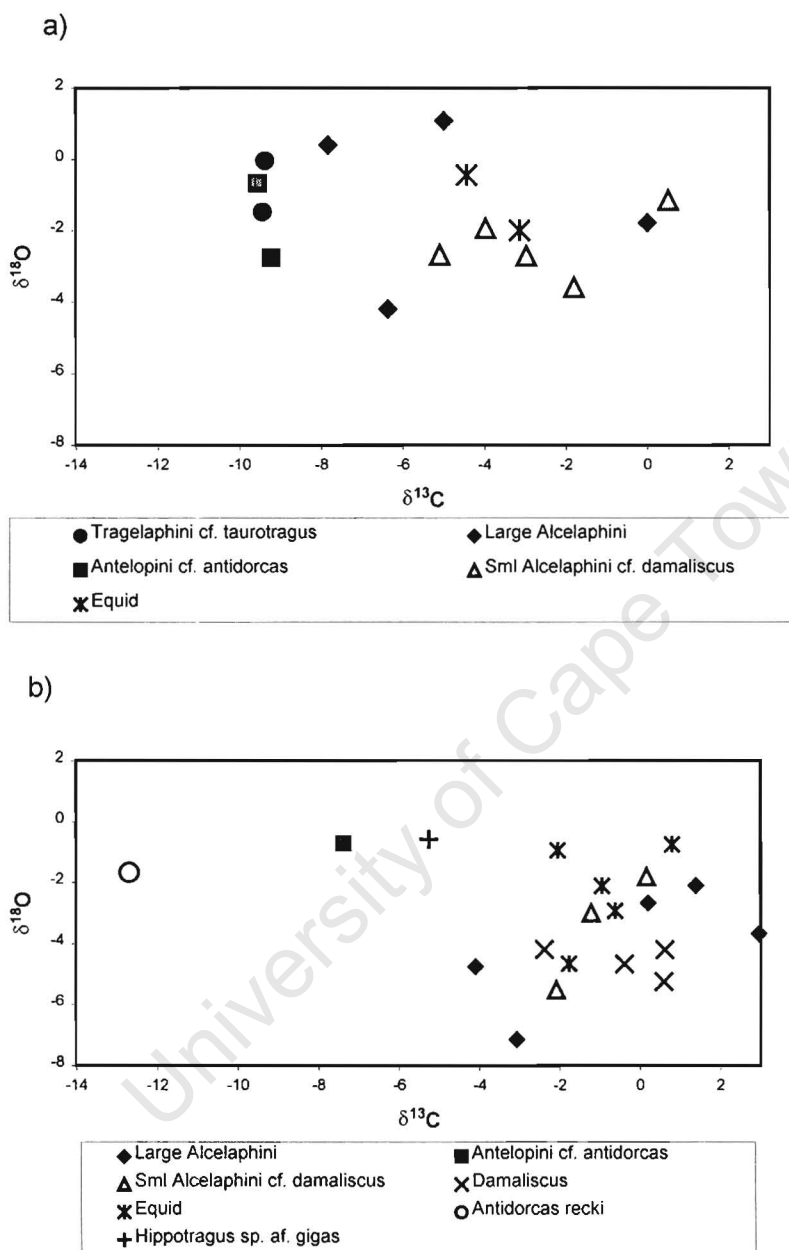 a)
2
0
-2
-4
-6
-8
δ18O
-14 -12 -10 -8 -6 -4 -2 0 2
δ13C
Tragelaphini cf. taurotragus Large Alcelaphini
Antelopini cf. antidorcas Sml Alcelaphini cf. damaliscus
Equid
b)
2
0
-2
-4
-6
-8
δ18O
-14 -12 -10 -8 -6 -4 -2 0 2
δ13C
Large Alcelaphini Antelopini cf. antidorcas
Sml Alcelaphini cf. damaliscus Damaliscus
Equid Antidorcas recki
Hippotragus sp. af. gigas
University of Cape Tow